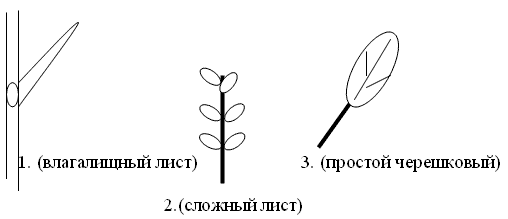 1. (влагалищный лист)
3. (простой черешковый)
2.(сложный лист)